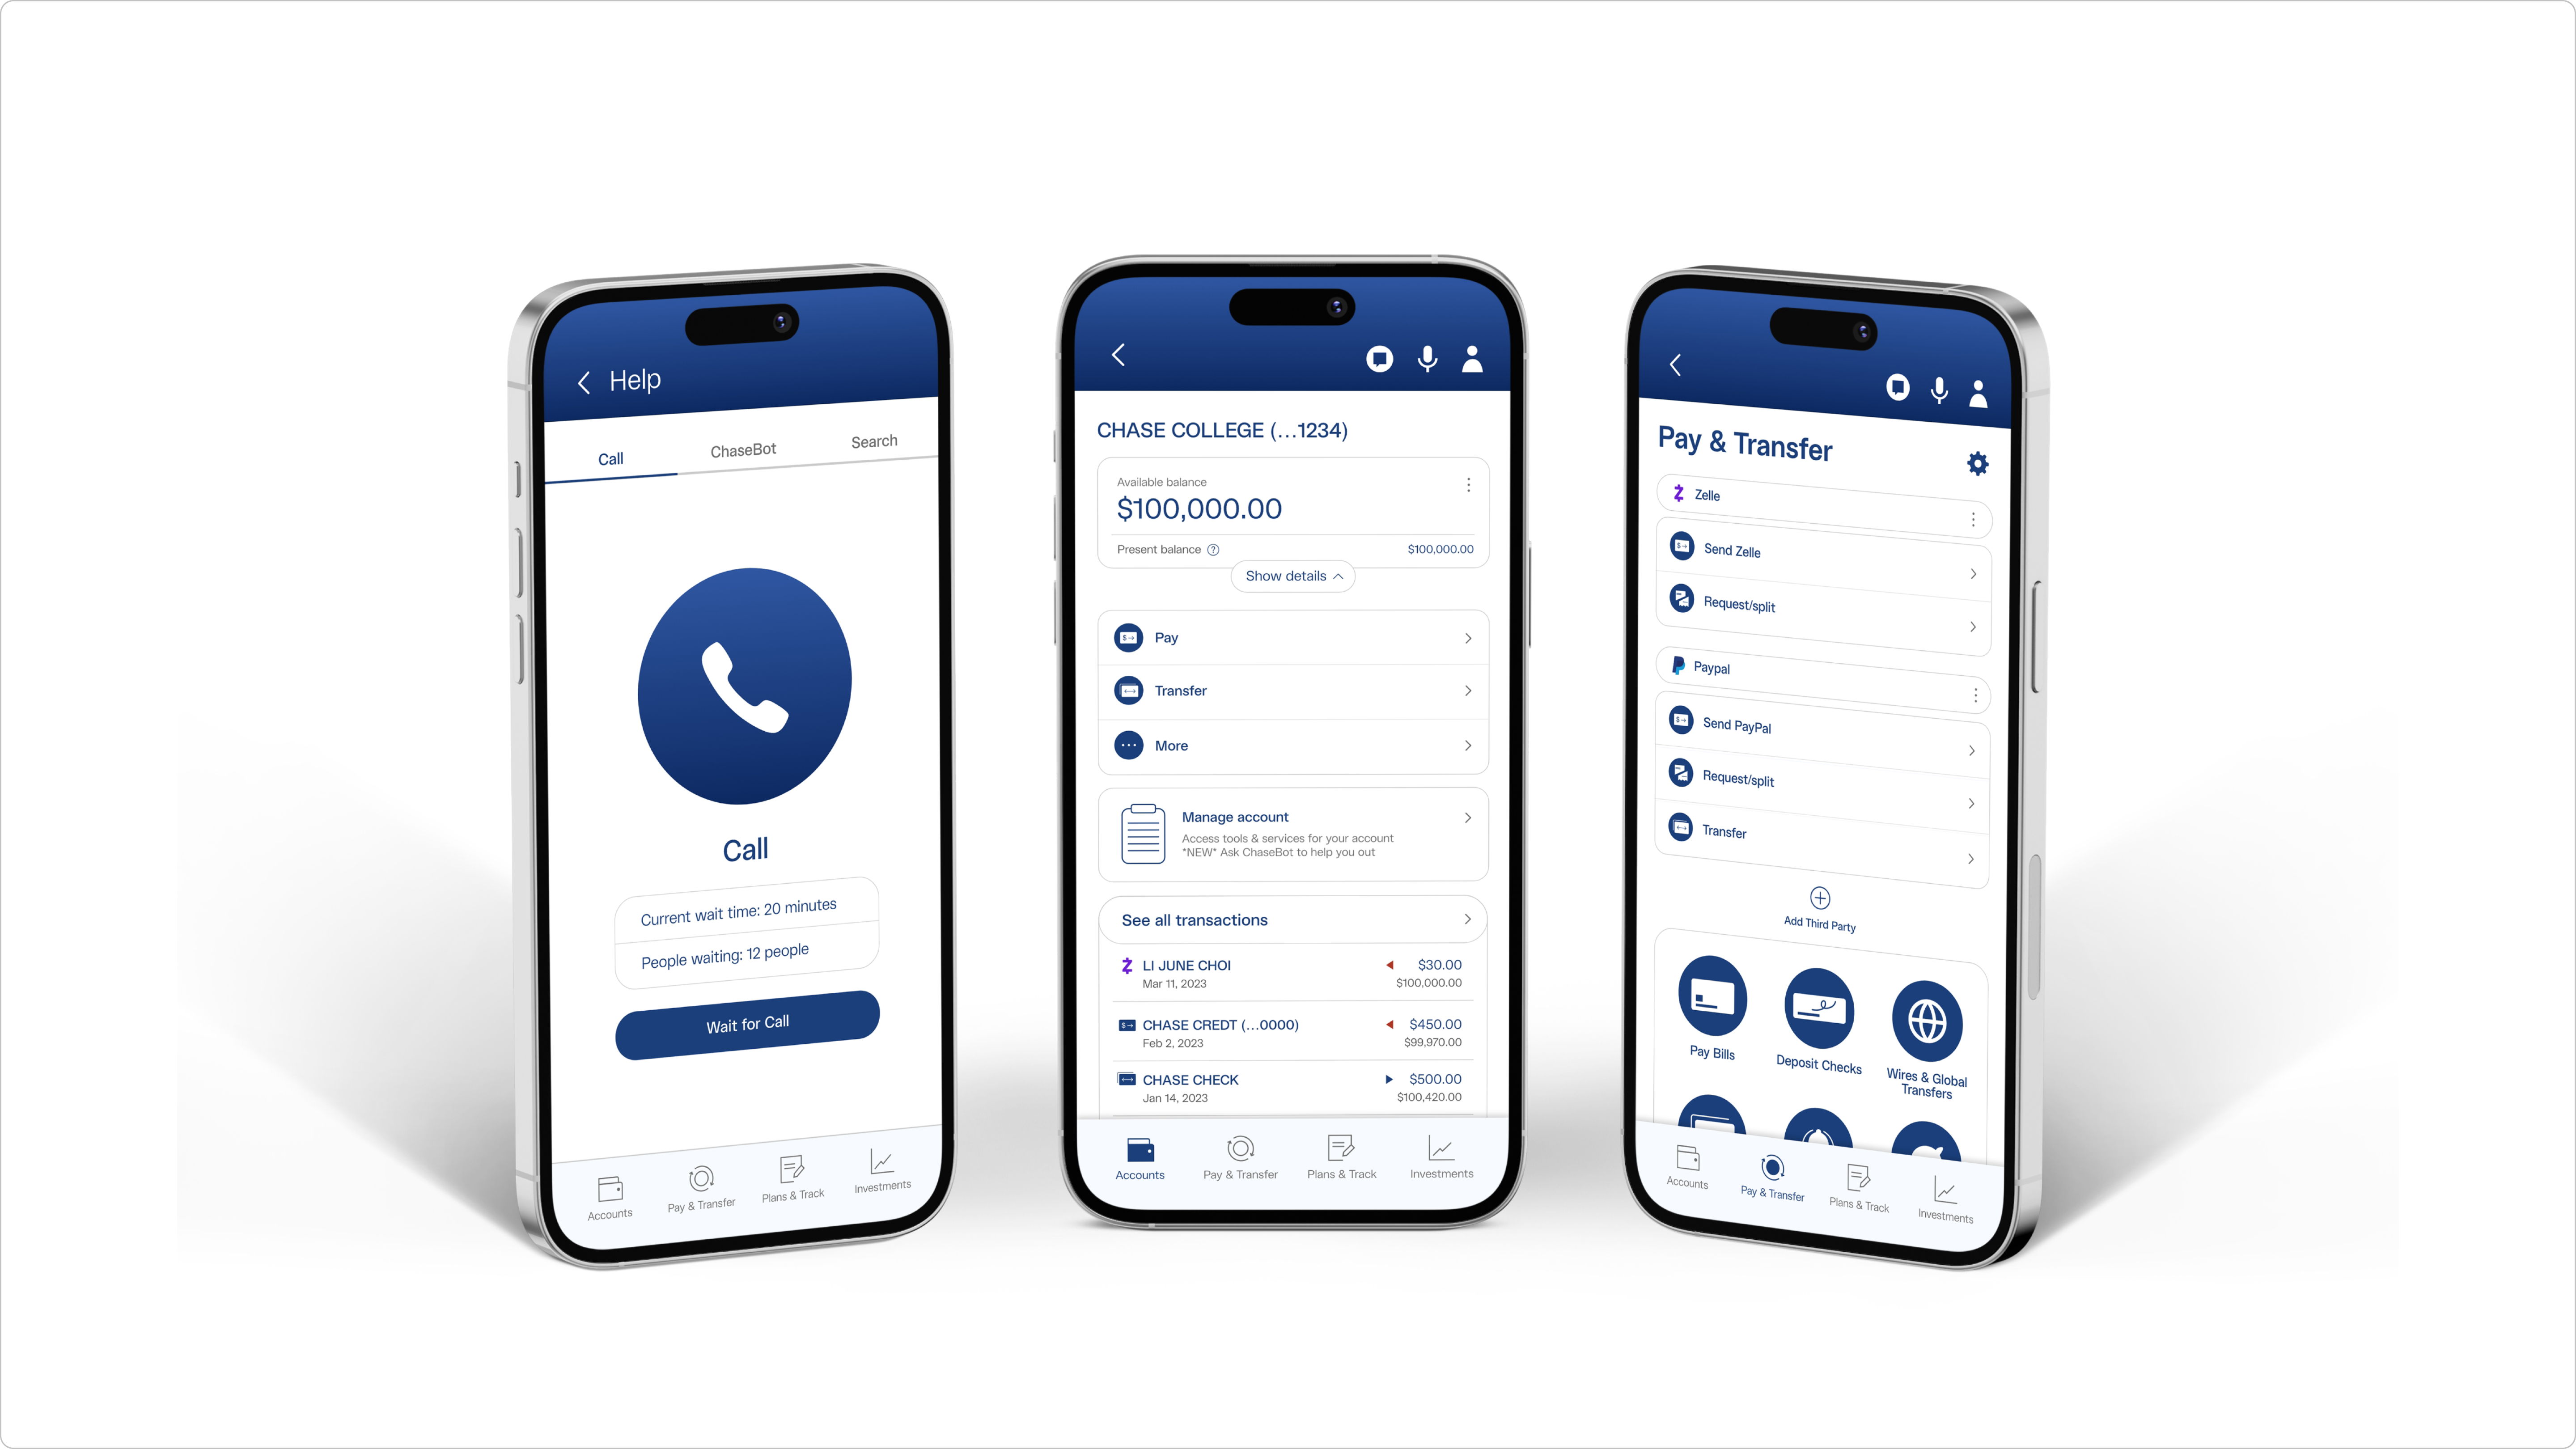 Help
Call
ChaseBot
Search
Call
Current wait time: 20 minutes
People waiting: 12 people
Wait for Call
Accounts
Pay & Transfer
Plans & Track
Investments
CHASE COLLEGE (...1234)
Available balance
$100,000.00
Present balance ?
$100,000.00
Show details
Pay
Transfer
More
Manage account
Access tools & services for your account
*NEW* Ask ChaseBot to help you out
See all transactions
LI JUNE CHOI $30.00
Mar 11, 2023 $100,000.00
CHASE CREDT (...0000) $450.00
Feb 2, 2023 $99,970.00
CHASE CHECK $500.00
Jan 14, 2023 $100,420.00
Accounts
Pay & Transfer
Plans & Track
Investments
Pay & Transfer
Zelle
Send Zelle
Request/split
Paypal
Send PayPal
Request/split
Transfer
Add Third Party
Pay Bills
Deposit Checks
Wires & Global
Transfers
Accounts
Pay & Transfer
Plans & Track
Investments